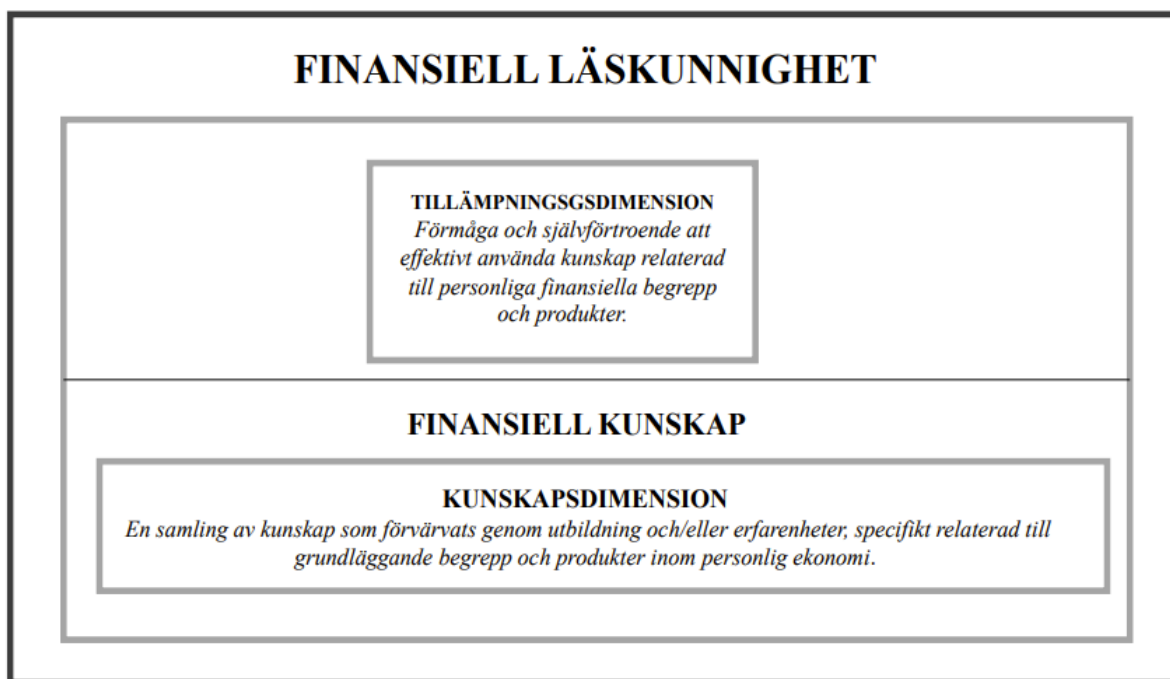 FINANSIELL LÄSKUNNIGHET
TILLÄMPNINGSGSDIMENSION
Förmåga och självförtroende att
effektivt använda kunskap relaterad
till personliga finansiella begrepp
och produkter.
FINANSIELL KUNSKAP
KUNSKAPSDIMENSION
En samling av kunskap som förvärvats genom utbildning och/eller erfarenheter, specifikt relaterad till
grundläggande begrepp och produkter inom personlig ekonomi.